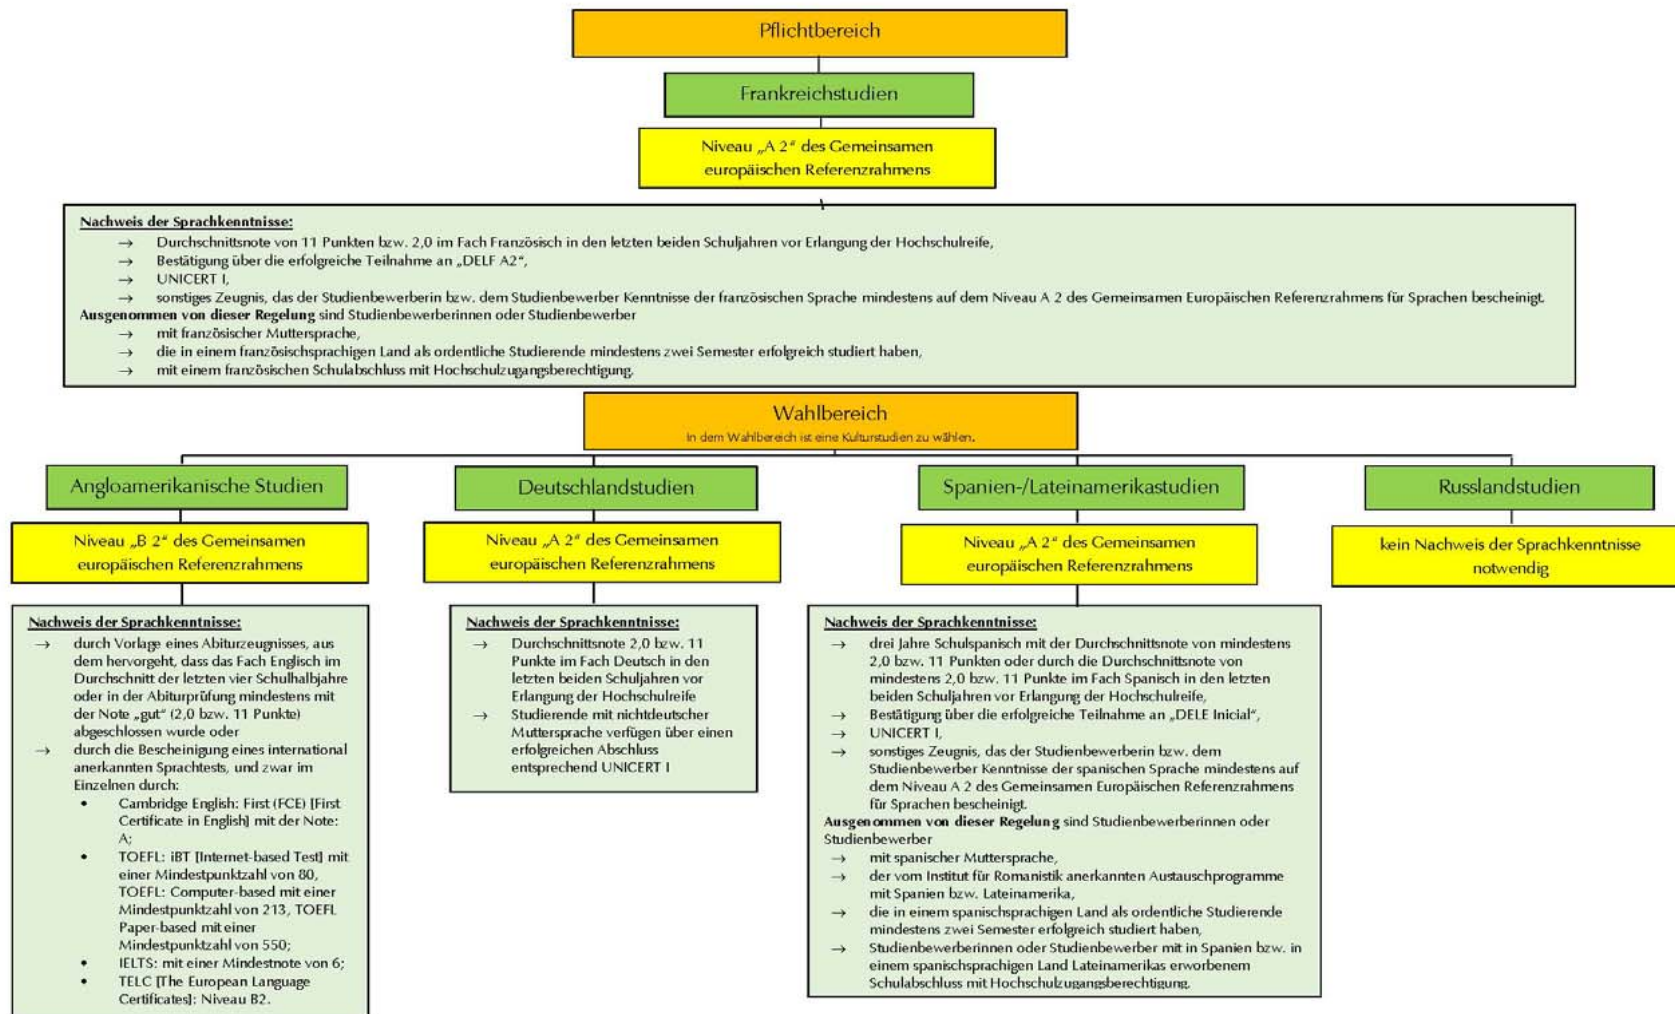 Pflichtbereich
Frankreichstudien
Niveau „A 2“ des Gemeinsamen
europäischen Referenzrahmens
Nachweis der Sprachkenntnisse:
→ Durchschnittsnote von 11 Punkten bzw. 2,0 im Fach Französisch in den letzten beiden Schuljahren vor Erlangung der Hochschulreife,
→ Bestätigung über die erfolgreiche Teilnahme an „DELF A2“,
→ UNICERT I,
→ sonstiges Zeugnis, das der Studienbewerberin bzw. dem Studienbewerber Kenntnisse der französischen Sprache mindestens auf dem Niveau A 2 des Gemeinsamen Europäischen Referenzrahmens für Sprachen bescheinigt.
Ausgenommen von dieser Regelung sind Studienbewerberinnen oder Studienbewerber
→ mit französischer Muttersprache,
→ die in einem französischsprachigen Land als ordentliche Studierende mindestens zwei Semester erfolgreich studiert haben,
→ mit einem französischen Schulabschluss mit Hochschulzugangsberechtigung.
Wahlbereich
In dem Wahlbereich ist eine Kulturstudien zu wählen.
Angloamerikanische Studien
Niveau „B 2“ des Gemeinsamen
europäischen Referenzrahmens
Nachweis der Sprachkenntnisse:
→ durch Vorlage eines Abiturzeugnisses, aus
dem hervorgeht, dass das Fach Englisch im
Durchschnitt der letzten vier Schulhalbjahre
oder in der Abiturprüfung mindestens mit
der Note „gut“ (2,0 bzw. 11 Punkte)
abgeschlossen wurde oder
→ durch die Bescheinigung eines international
anerkannten Sprachtests, und zwar im
Einzelnen durch:
• Cambridge English: First (FCE) [First
Certificate in English] mit der Note:
A;
• TOEFL: iBT [Internet-based Test] mit
einer Mindestpunktzahl von 80,
TOEFL: Computer-based mit einer
Mindestpunktzahl von 213, TOEFL
Paper-based mit einer
Mindestpunktzahl von 550;
• IELTS: mit einer Mindestnote von 6;
• TELC [The European Language
Certificates]: Niveau B2.
Deutschlandstudien
Niveau „A 2“ des Gemeinsamen
europäischen Referenzrahmens
Nachweis der Sprachkenntnisse:
→ Durchschnittsnote 2,0 bzw. 11
Punkte im Fach Deutsch in den
letzten beiden Schuljahren vor
Erlangung der Hochschulreife
→ Studierende mit nichtdeutscher
Muttersprache verfügen über einen
erfolgreichen Abschluss
entsprechend UNICERT I
Spanien-/Lateinamerikastudien
Niveau „A 2“ des Gemeinsamen
europäischen Referenzrahmens
Nachweis der Sprachkenntnisse:
→ drei Jahre Schulspanisch mit der Durchschnittsnote von mindestens
2,0 bzw. 11 Punkten oder durch die Durchschnittsnote von
mindestens 2,0 bzw. 11 Punkte im Fach Spanisch in den letzten
beiden Schuljahren vor Erlangung der Hochschulreife,
→ Bestätigung über die erfolgreiche Teilnahme an „DELE Inicial“,
→ UNICERT I,
→ sonstiges Zeugnis, das der Studienbewerberin bzw. dem
Studienbewerber Kenntnisse der spanischen Sprache mindestens auf
dem Niveau A 2 des Gemeinsamen Europäischen Referenzrahmens
für Sprachen bescheinigt.
Ausgenommen von dieser Regelung sind Studienbewerberinnen oder
Studienbewerber
→ mit spanischer Muttersprache,
→ der vom Institut für Romanistik anerkannten Austauschprogramme
mit Spanien bzw. Lateinamerika,
→ die in einem spanischsprachigen Land als ordentliche Studierende
mindestens zwei Semester erfolgreich studiert haben,
→ Studienbewerberinnen oder Studienbewerber mit in Spanien bzw. in
einem spanischsprachigen Land Lateinamerikas erworbenem
Schulabschluss mit Hochschulzugangsberechtigung.
Russlandstudien
kein Nachweis der Sprachkenntnisse
notwendig